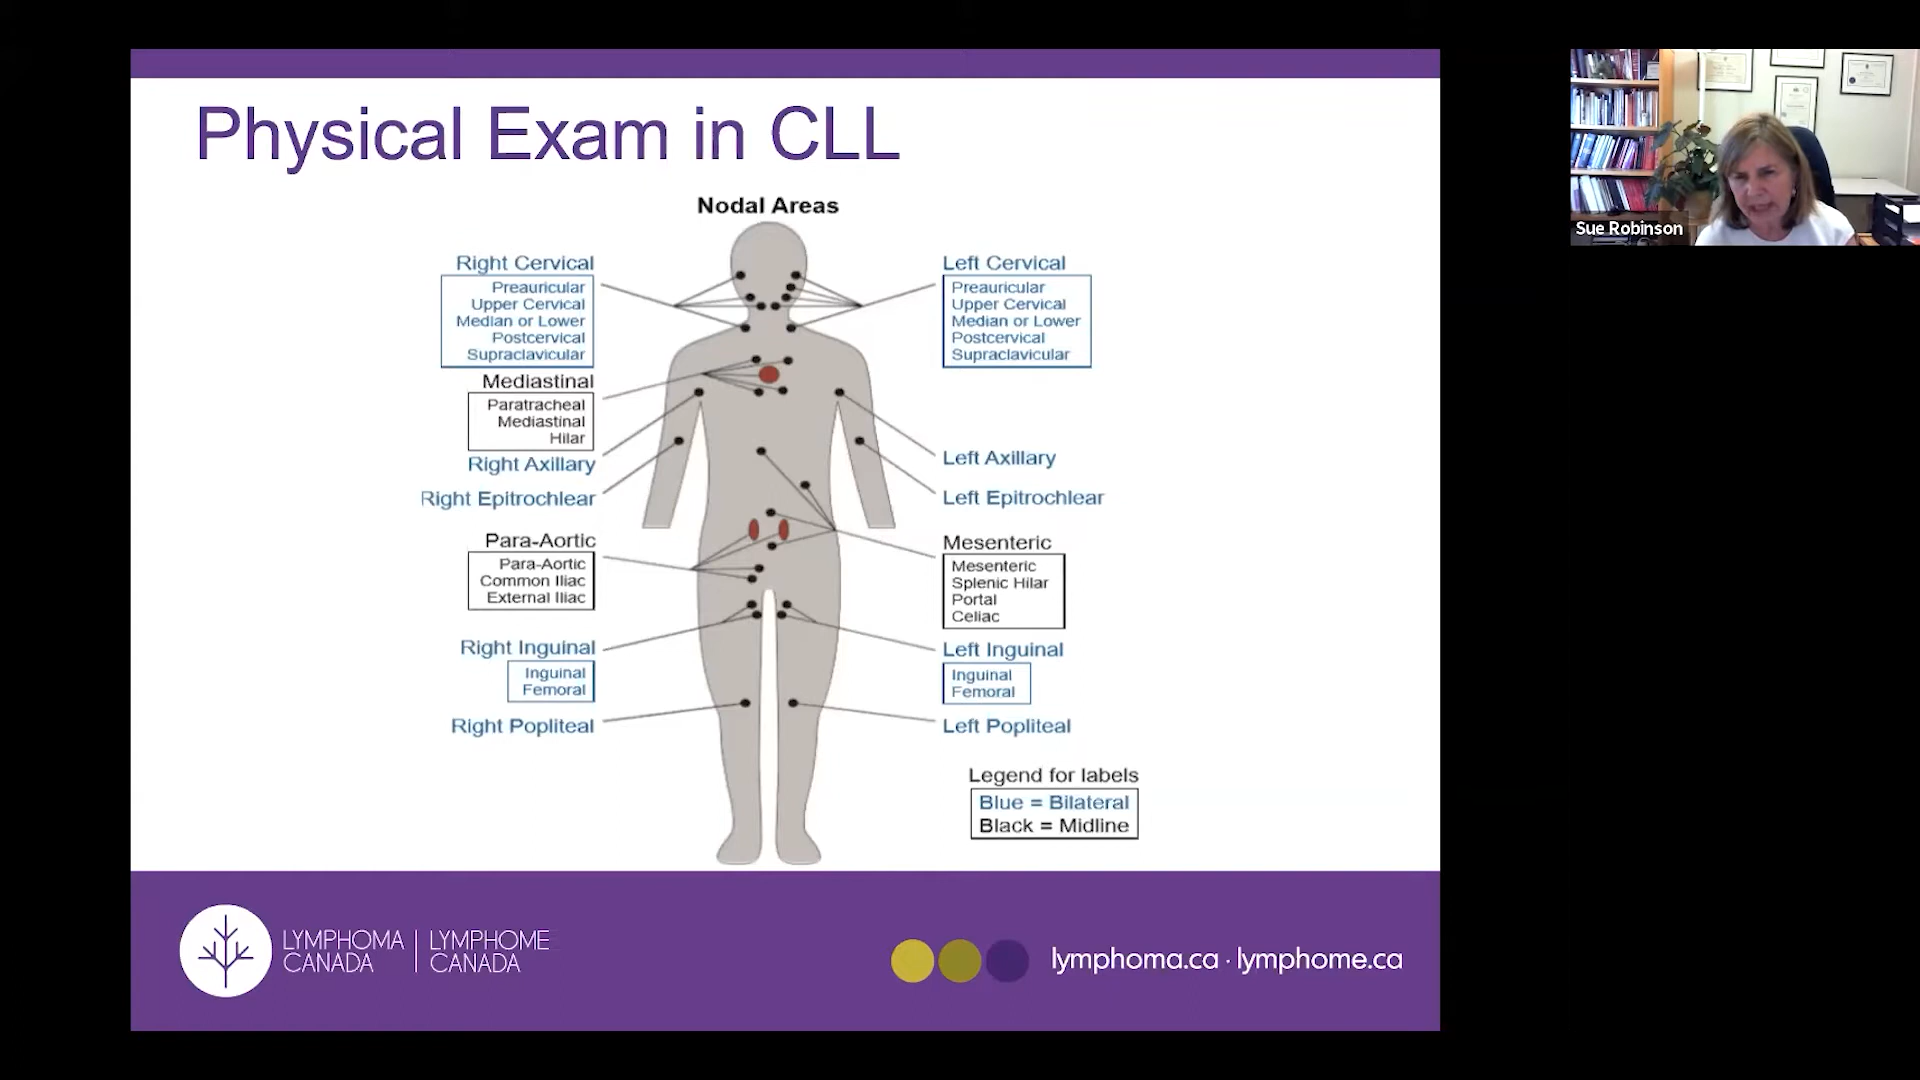 Physical Exam in CLL
Nodal Areas
Right Cervical
Preauricular
Upper Cervical
Median or Lower
Postcervical
Supraclavicular
Mediastinal
Paratracheal
Mediastinal
Hilar
Right Axillary
Right Epitrochlear
Para-Aortic
Para-Aortic
Common Iliac
External Iliac
Right Inguinal
Inguinal
Femoral
Right Popliteal
Left Cervical
Preauricular
Upper Cervical
Median or Lower
Postcervical
Supraclavicular
Left Axillary
Left Epitrochlear
Mesenteric
Mesenteric
Splenic Hilar
Portal
Celiac
Left Inguinal
Inguinal
Femoral
Left Popliteal
Legend for labels
Blue = Bilateral
Black = Midline
LYMPHOMA CANADA
LYMPHOME CANADA
lymphoma.ca · lymphome.ca
Sue Robinson